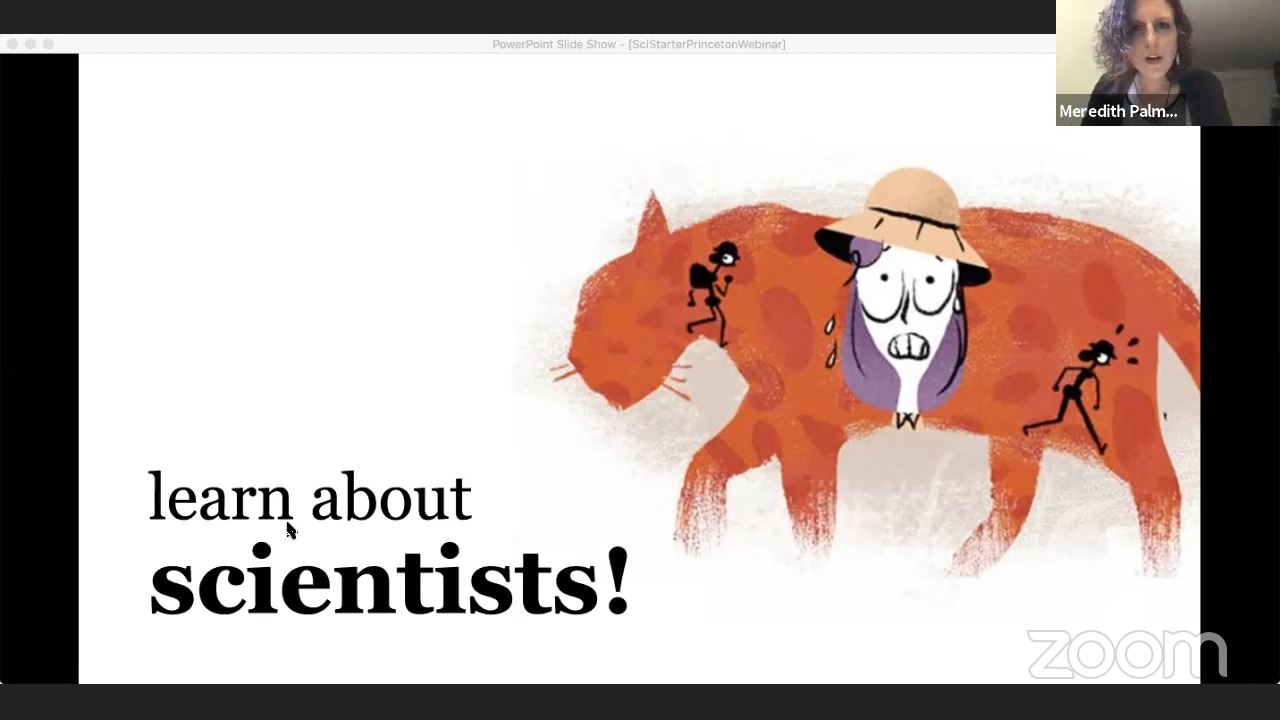 PowerPoint Slide Show - [SciStarterPrincetonWebinar]
Meredith Palm...
learn about
scientists!
zoom